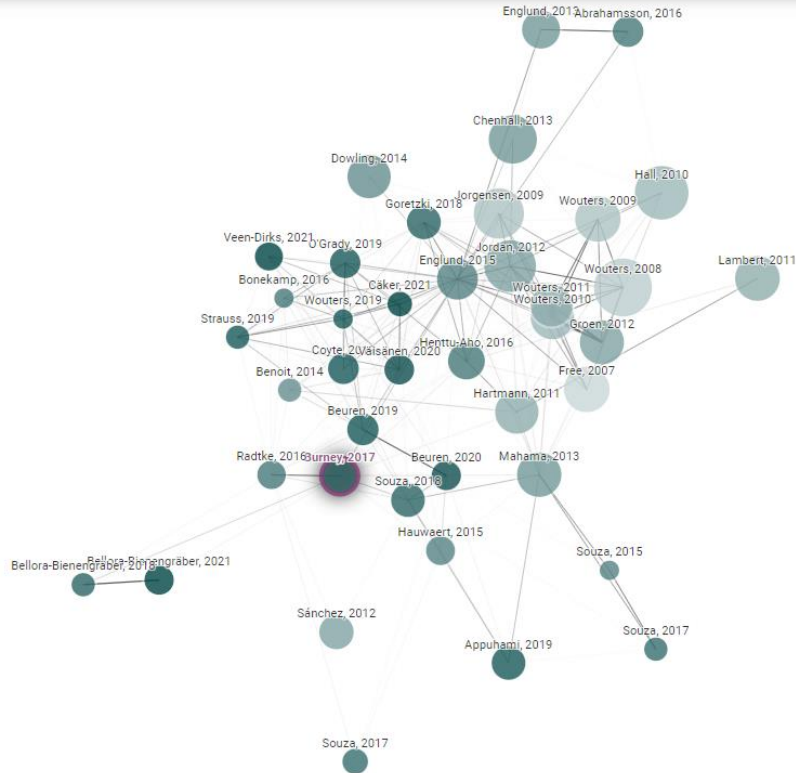 Englund, 2013
Abrahamsson, 2016
Chenhall, 2013
Dowling, 2014
Hall, 2010
Jorgensen, 2009
Goretzki, 2018
Wouters, 2009
Veen-Dirks, 2021
O'Grady, 2019
Jordan, 2012
Englund, 2015
Wouters, 2008
Lambert, 2011
Bonekamp, 2016
Cäker, 2021
Wouters, 2011
Wouters, 2010
Wouters, 2019
Strauss, 2019
Groen, 2012
Henttu-Aho, 2016
Coyte, 20
Väisänen, 2020
Benoit, 2014
Free, 2007
Hartmann, 2011
Beuren, 2019
Radtke, 2016
Burney, 2017
Beuren, 2020
Mahama, 2013
Souza, 2018
Hauwaert, 2015
Souza, 2015
Bellora-Bienengräber, 2018
Bellora-Bienengräber, 2021
Sánchez, 2012
Souza, 2017
Appuhami, 2019
Souza, 2017